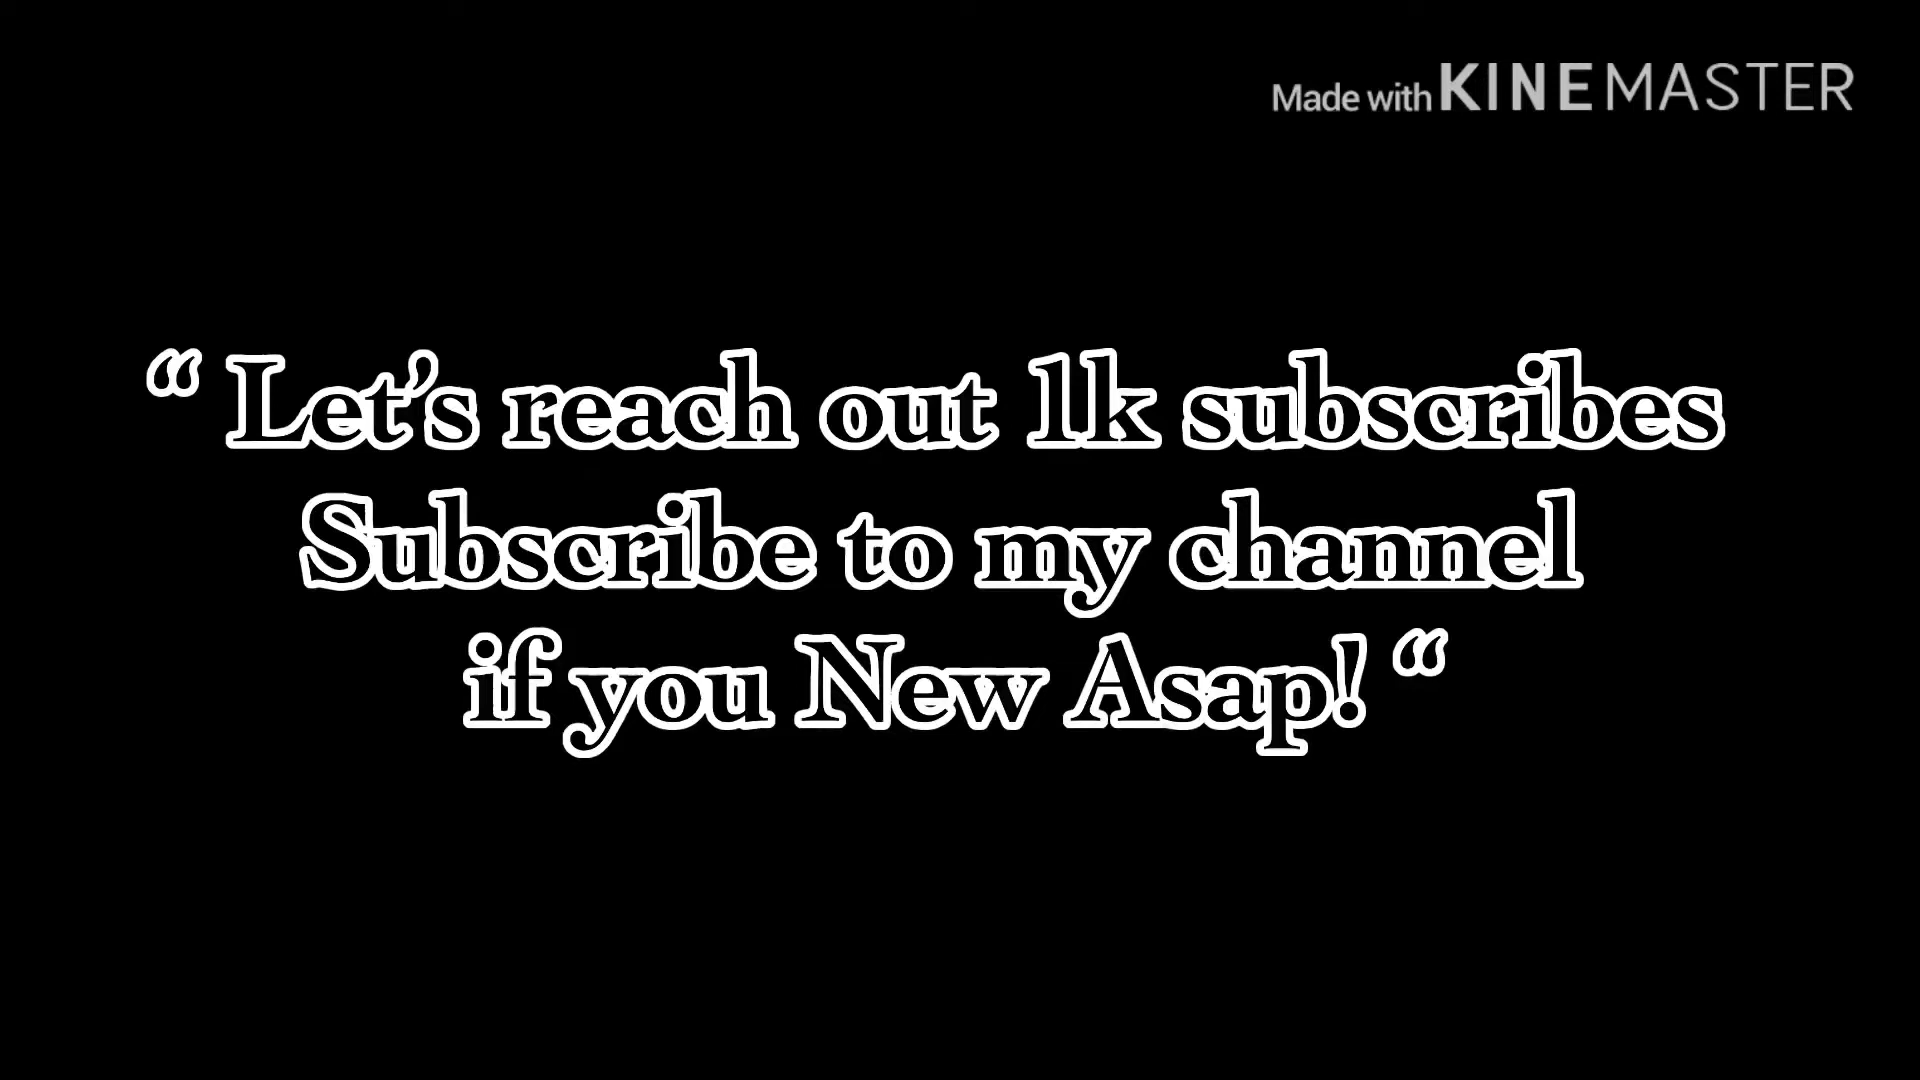 Made with KINEMASTER
“ Let’s reach out 1k subscribes
Subscribe to my channel
if you New Asap! “